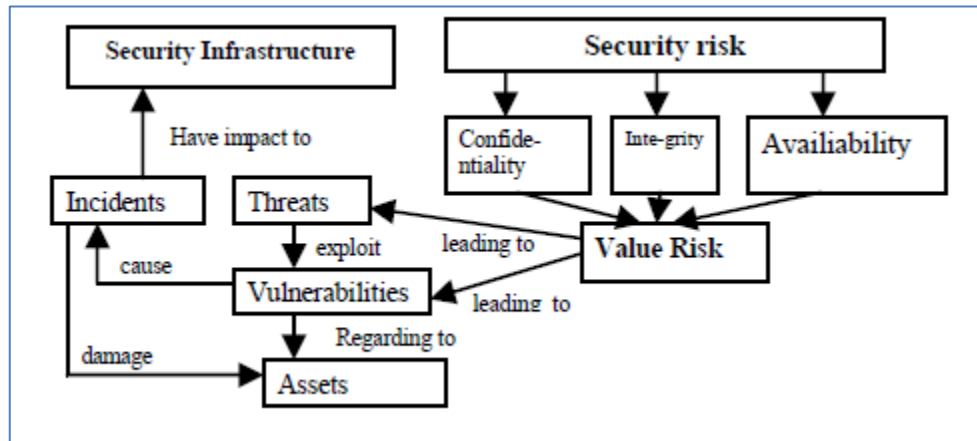 Security Infrastructure
Security risk
Have impact to
Confide-
ntiality
Inte-grity
Availiability
Incidents
Threats
leading to
Value Risk
exploit
cause
Vulnerabilities
leading to
Regarding to
damage
Assets